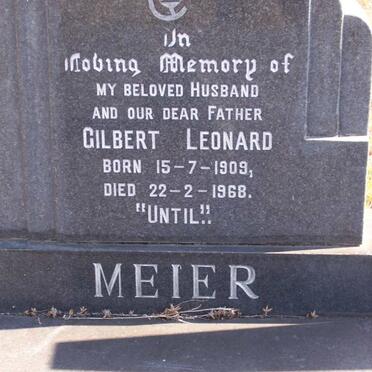 In
Loving Memory of
MY BELOVED HUSBAND
AND OUR DEAR FATHER
GILBERT LEONARD
BORN 15-7-1909,
DIED 22-2-1968.
"UNTIL".
MEIER